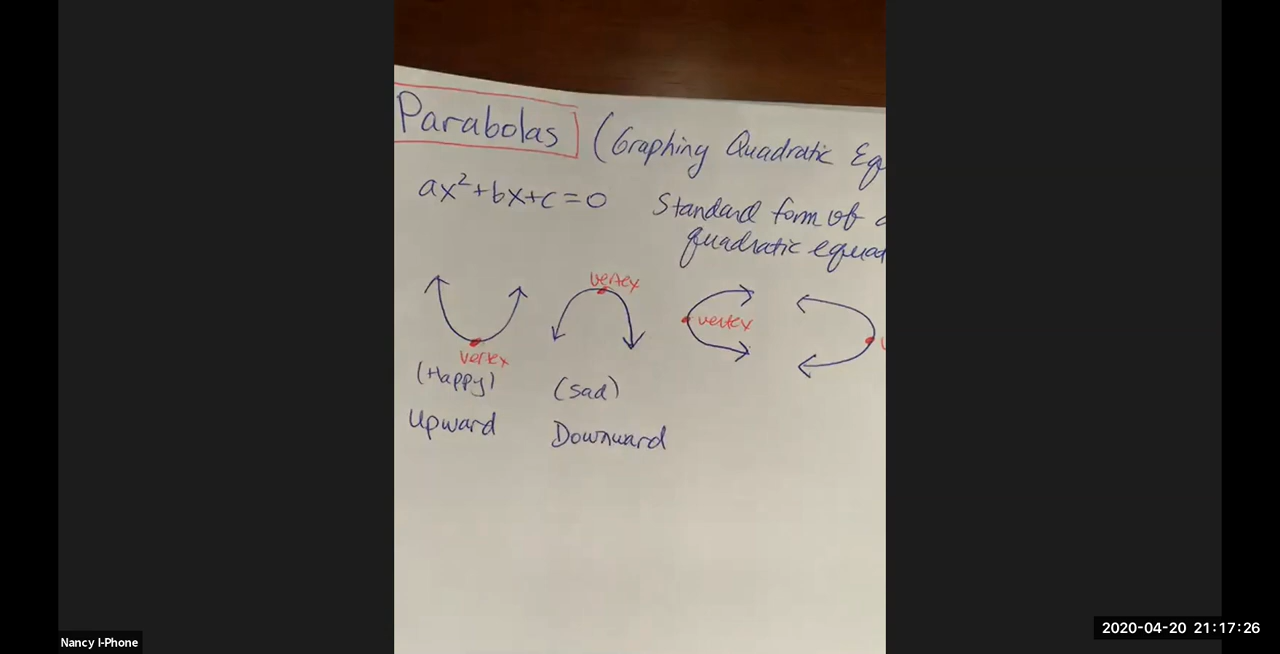 Parabolas (Graphing Quadratic Eq
ax²+bx+c=0 Standard form of
quadratic equa
vertex
vertex
vertex
vertex
(Happy)
(Sad)
Upward
Downward
Nancy I-Phone
2020-04-20 21:17:26